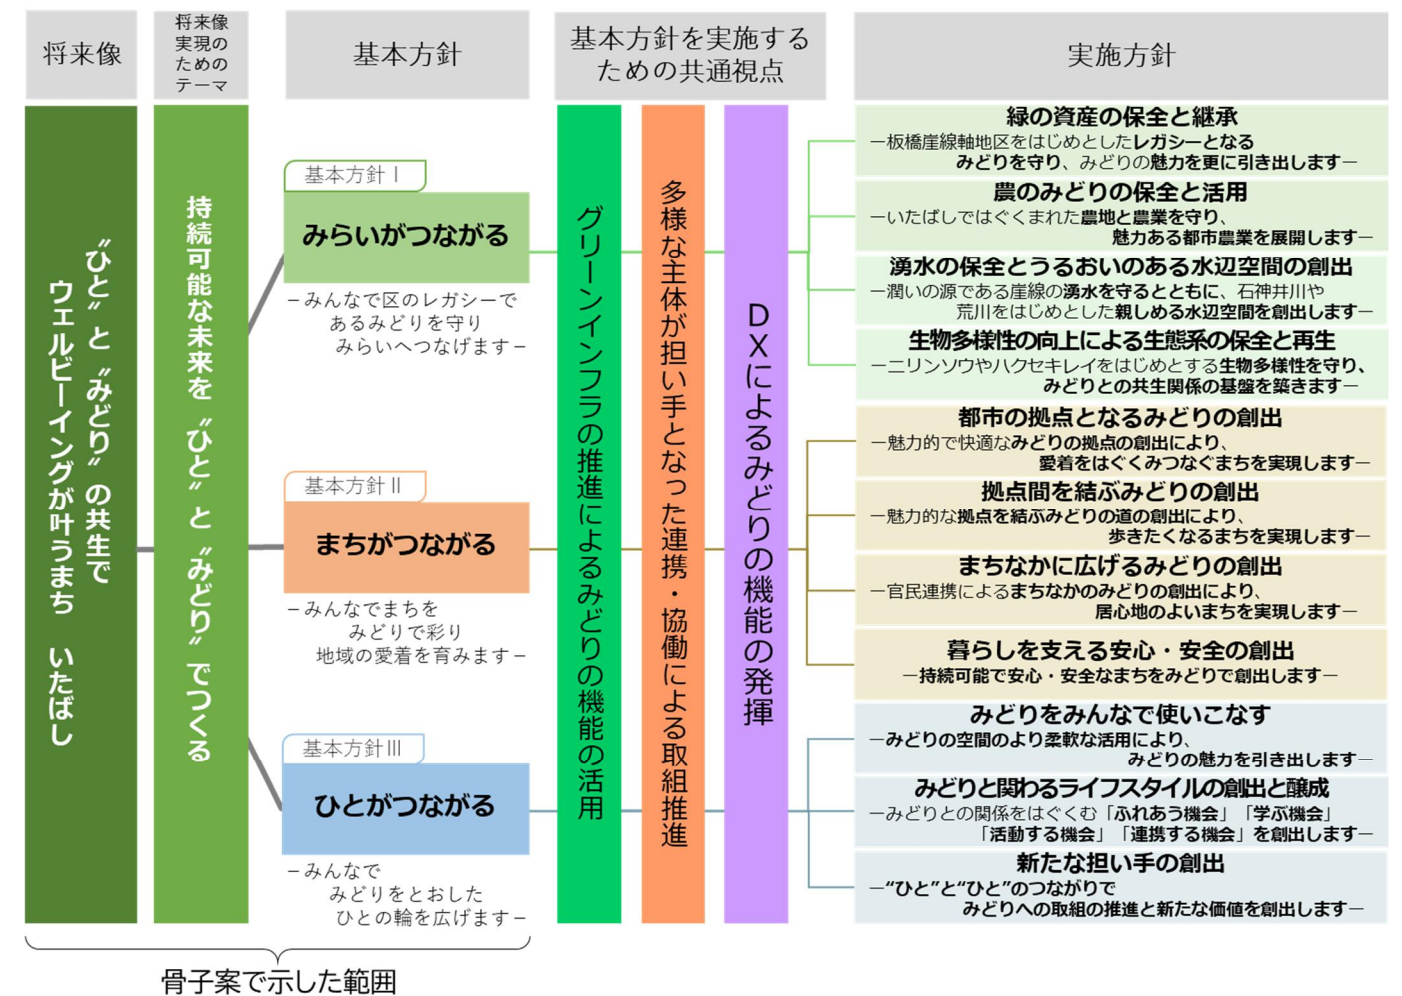 将来像
将来像
実現の
ための
テーマ
基本方針
基本方針を実施する
ための共通視点
実施方針
“ひと”と“みどり”の共生で
ウェルビーイングが叶うまち　いたばし
持続可能な未来を“ひと”と“みどり”でつくる
基本方針Ⅰ
みらいがつながる
－みんなで区のレガシーで
あるみどりを守り
みらいへつなげます－
基本方針Ⅱ
まちがつながる
－みんなでまちを
みどりで彩り
地域の愛着を育みます－
基本方針Ⅲ
ひとがつながる
－みんなで
みどりをとおした
ひとの輪を広げます－
グリーンインフラの推進によるみどりの機能の活用
多様な主体が担い手となった連携・協働による取組推進
DXによるみどりの機能の発揮
緑の資産の保全と継承
－板橋崖線軸地区をはじめとしたレガシーとなる
みどりを守り、みどりの魅力を更に引き出します－
農のみどりの保全と活用
－いたばしではぐくまれた農地と農業を守り、
魅力ある都市農業を展開します－
湧水の保全とうるおいのある水辺空間の創出
－潤いの源である崖線の湧水を守るとともに、石神井川や
荒川をはじめとした親しめる水辺空間を創出します－
生物多様性の向上による生態系の保全と再生
－ニリンソウやハクセキレイをはじめとする生物多様性を守り、
みどりとの共生関係の基盤を築きます－
都市の拠点となるみどりの創出
－魅力的で快適なみどりの拠点の創出により、
愛着をはぐくみつなぐまちを実現します－
拠点間を結ぶみどりの創出
－魅力的な拠点を結ぶみどりの道の創出により、
歩きたくなるまちを実現します－
まちなかに広げるみどりの創出
－官民連携によるまちなかのみどりの創出により、
居心地のよいまちを実現します－
暮らしを支える安心・安全の創出
－持続可能で安心・安全なまちをみどりで創出します－
みどりをみんなで使いこなす
－みどりの空間のより柔軟な活用により、
みどりの魅力を引き出します－
みどりと関わるライフスタイルの創出と醸成
－みどりとの関係をはぐくむ「ふれあう機会」「学ぶ機会」
「活動する機会」「連携する機会」を創出します－
新たな担い手の創出
－“ひと”と“ひと”のつながりで
みどりへの取組の推進と新たな価値を創出します－
骨子案で示した範囲